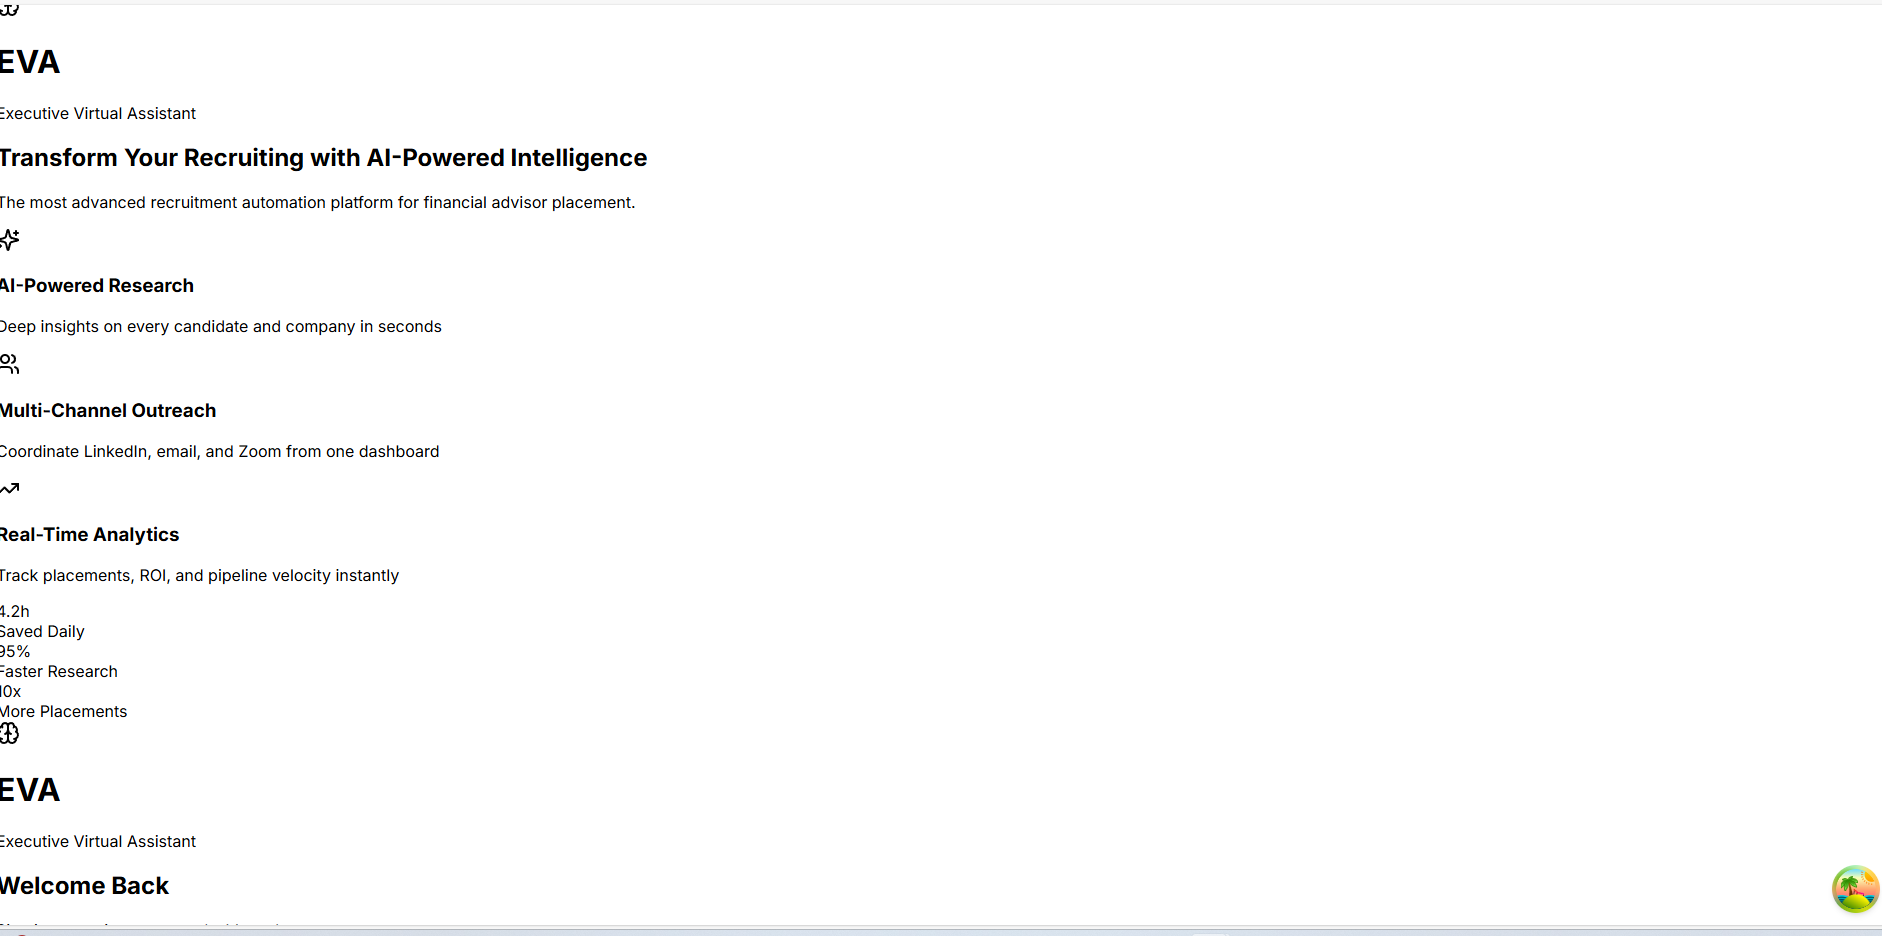 EVA
Executive Virtual Assistant
Transform Your Recruiting with AI-Powered Intelligence
The most advanced recruitment automation platform for financial advisor placement.
AI-Powered Research
Deep insights on every candidate and company in seconds
Multi-Channel Outreach
Coordinate LinkedIn, email, and Zoom from one dashboard
Real-Time Analytics
Track placements, ROI, and pipeline velocity instantly
4.2h
Saved Daily
95%
Faster Research
10x
More Placements
EVA
Executive Virtual Assistant
Welcome Back